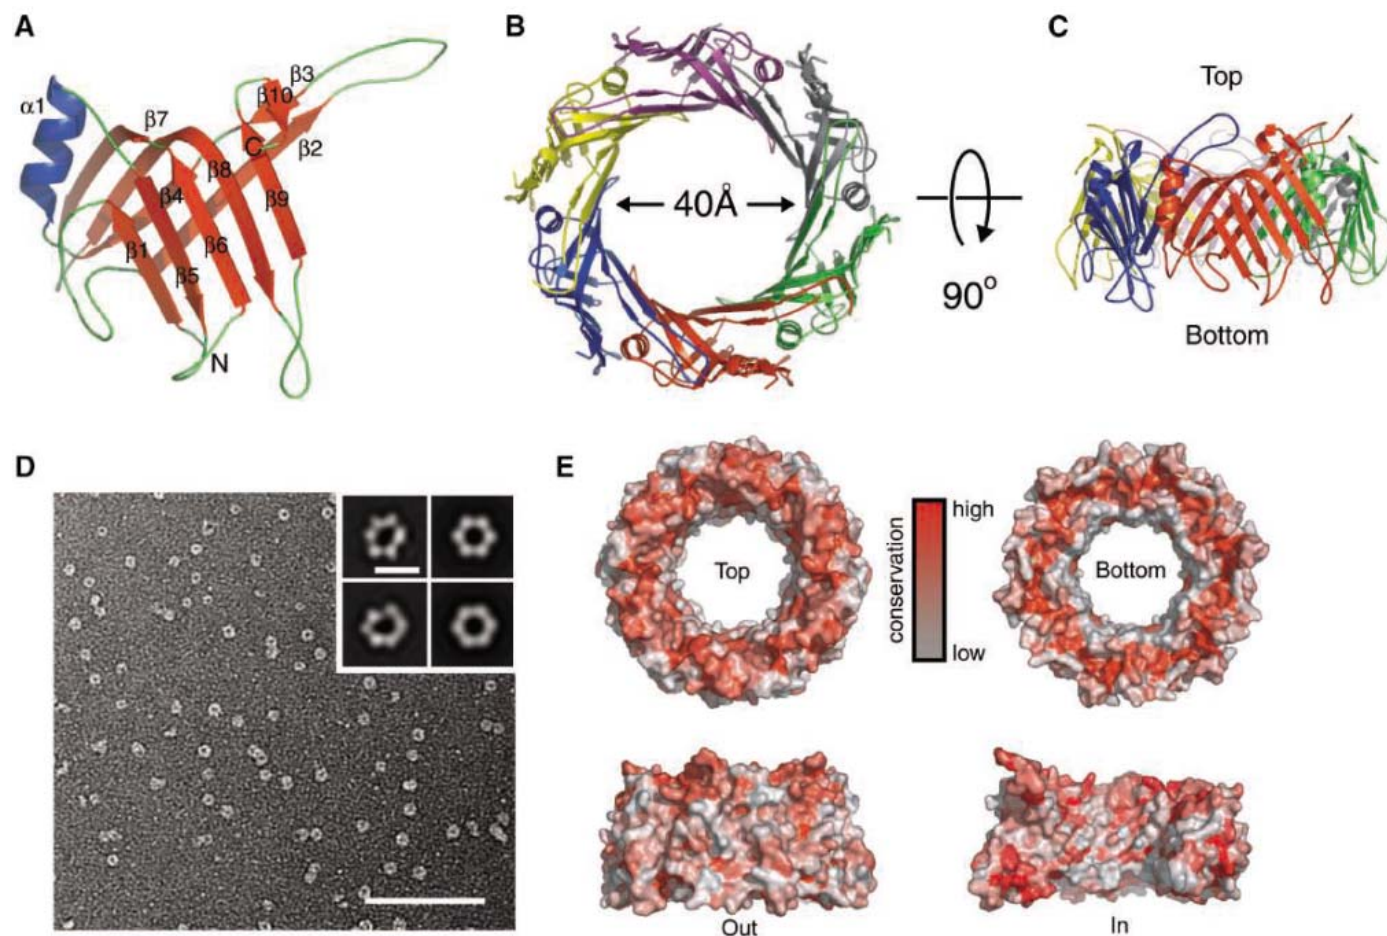 A
α1
β7
β3
β10
C
β2
β8
β4
β9
β1
β6
β5
N
B
40Å
90°
C
Top
Bottom
D
E
Top
conservation
high
low
Bottom
Out
In